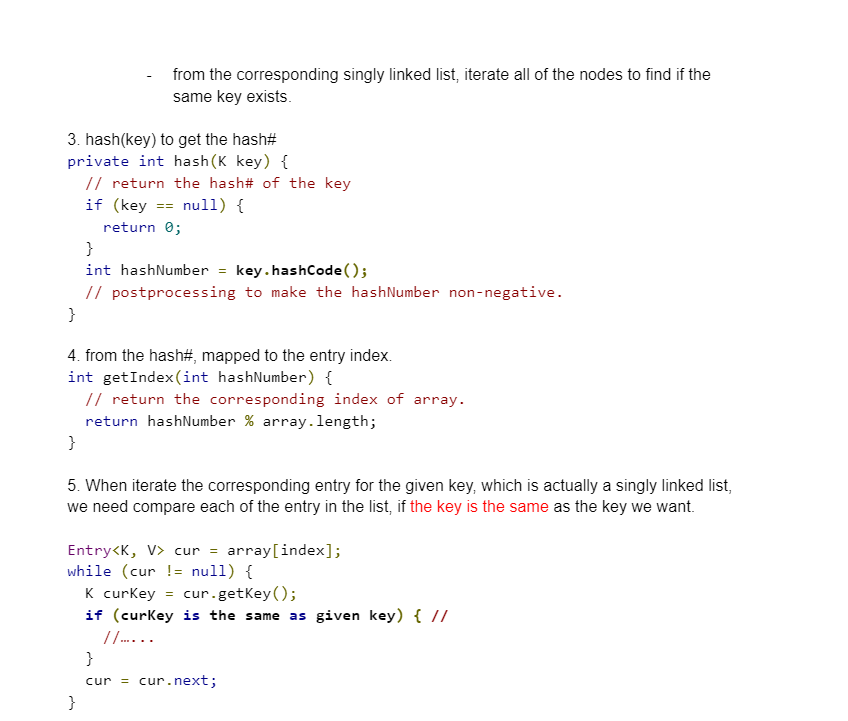 - from the corresponding singly linked list, iterate all of the nodes to find if the
same key exists.
3. hash(key) to get the hash#
private int hash(K key) {
// return the hash# of the key
if (key == null) {
return 0;
}
int hashNumber = key.hashCode();
// postprocessing to make the hashNumber non-negative.
}
4. from the hash#, mapped to the entry index.
int getIndex(int hashNumber) {
// return the corresponding index of array.
return hashNumber % array.length;
}
5. When iterate the corresponding entry for the given key, which is actually a singly linked list,
we need compare each of the entry in the list, if the key is the same as the key we want.
Entry<K, V> cur = array[index];
while (cur != null) {
K curKey = cur.getKey();
if (curKey is the same as given key) { //
//…...
}
cur = cur.next;
}